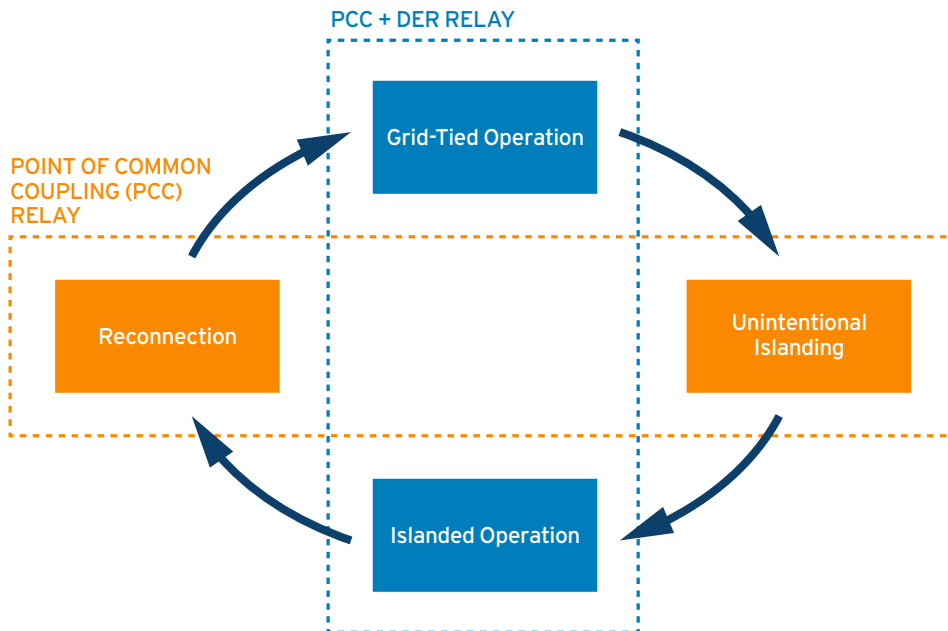 PCC + DER RELAY
Grid-Tied Operation
POINT OF COMMON
COUPLING (PCC)
RELAY
Reconnection
Unintentional
Islanding
Islanded Operation